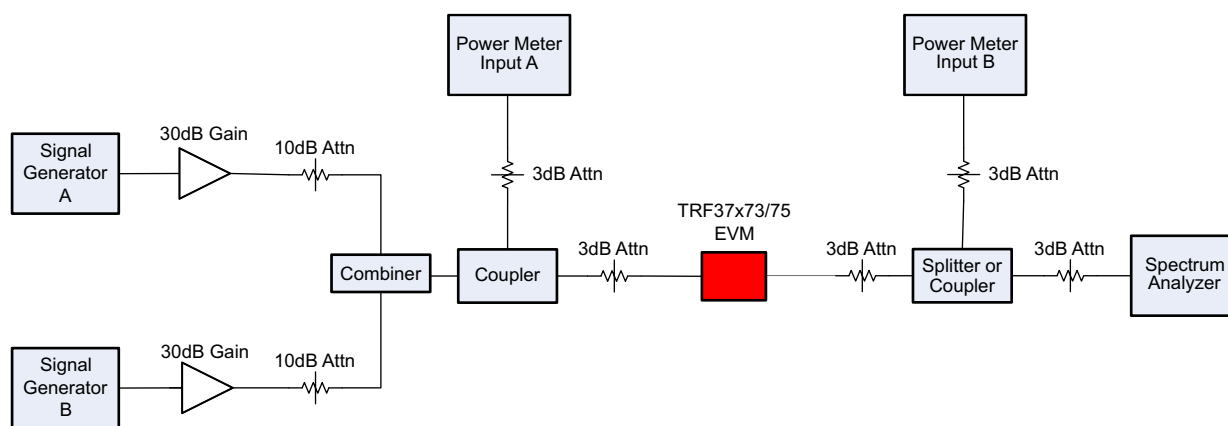 Power Meter
Input A
Power Meter
Input B
30dB Gain
10dB Attn
Signal
Generator
A
3dB Attn
3dB Attn
TRF37x73/75
EVM
3dB Attn
3dB Attn
3dB Attn
Combiner
Coupler
Splitter or
Coupler
Spectrum
Analyzer
30dB Gain
10dB Attn
Signal
Generator
B